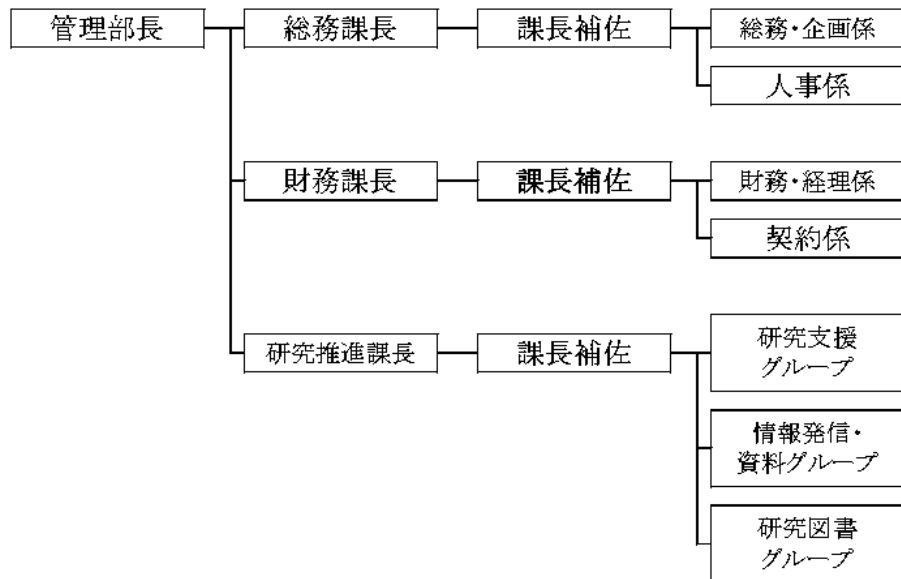 管理部長
総務課長
課長補佐
総務・企画係
人事係
財務課長
課長補佐
財務・経理係
契約係
研究推進課長
課長補佐
研究支援
グループ
情報発信・
資料グループ
研究図書
グループ